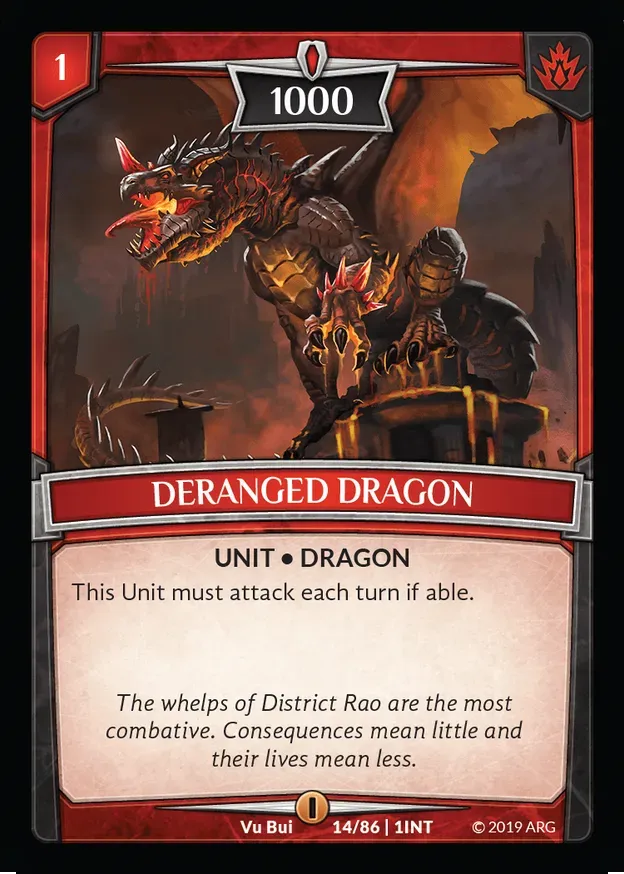 1
1000
DERANGED DRAGON
UNIT • DRAGON
This Unit must attack each turn if able.
The whelps of District Rao are the most
combative. Consequences mean little and
their lives mean less.
I
Vu Bui 14/86 | 1INT © 2019 ARG